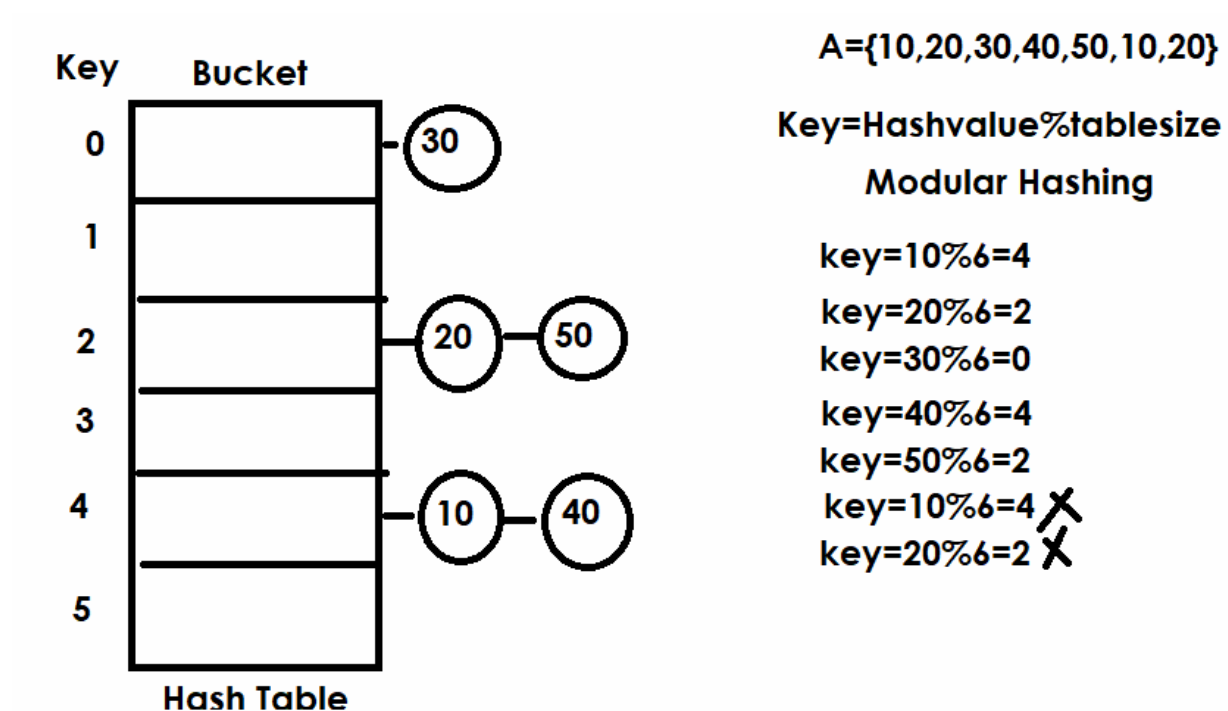 Key Bucket
0 30
1
2 20 50
3
4 10 40
5
Hash Table
A={10,20,30,40,50,10,20}
Key=Hashvalue%tablesize
Modular Hashing
key=10%6=4
key=20%6=2
key=30%6=0
key=40%6=4
key=50%6=2
key=10%6=4 X
key=20%6=2 X